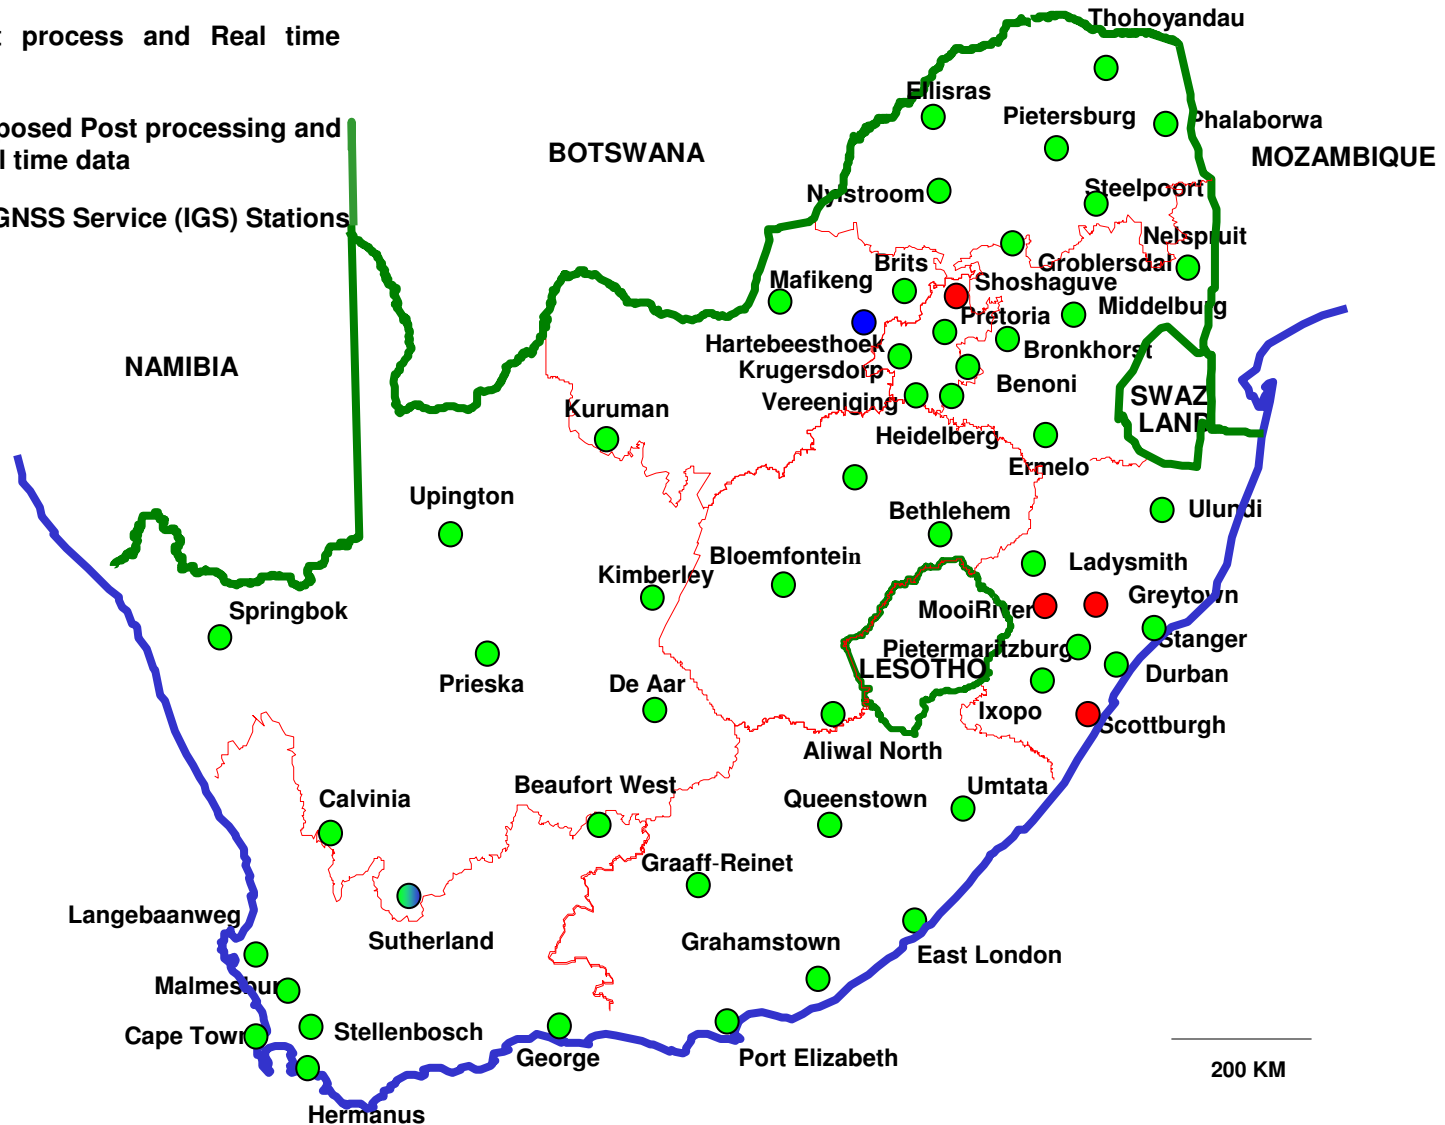 process and Real time
posed Post processing and
time data
GNSS Service (IGS) Stations
Thohoyandau
Ellisras
Pietersburg
Phalaborwa
BOTSWANA
MOZAMBIQUE
Nylstroom
Steelpoort
Nelspruit
Groblersdal
Brits
Mafikeng
Shoshaguve
Middelburg
Pretoria
Hartebeesthoek
Bronkhorst
NAMIBIA
Krugersdorp
Benoni
SWAZ
LAND
Vereeniging
Kuruman
Heidelberg
Ermelo
Upington
Bethlehem
Ulundi
Bloemfontein
Ladysmith
Kimberley
Greytown
MooiRiver
Springbok
Stanger
Pietermaritzburg
LESOTHO
Durban
Prieska
De Aar
Ixopo
Scottburgh
Aliwal North
Beaufort West
Umtata
Calvinia
Queenstown
Graaff-Reinet
Langebaanweg
Sutherland
Grahamstown
East London
Malmesbur
Cape Town
Stellenbosch
George
Port Elizabeth
200 KM
Hermanus